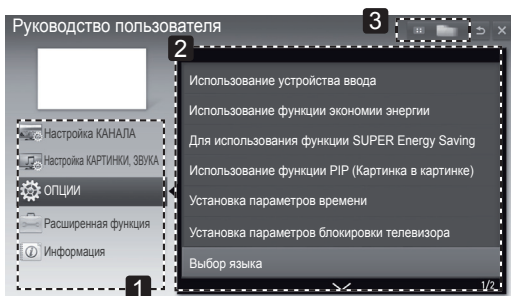 Руководство пользователя
3
2
Настройка КАНАЛА
Настройка КАРТИНКИ, ЗВУКА
ОПЦИИ
Расширенная функция
Информация
1
Использование устройства ввода
Использование функции экономии энергии
Для использования функции SUPER Energy Saving
Использование функции PIP (Картинка в картинке)
Установка параметров времени
Установка параметров блокировки телевизора
Выбор языка
1/2